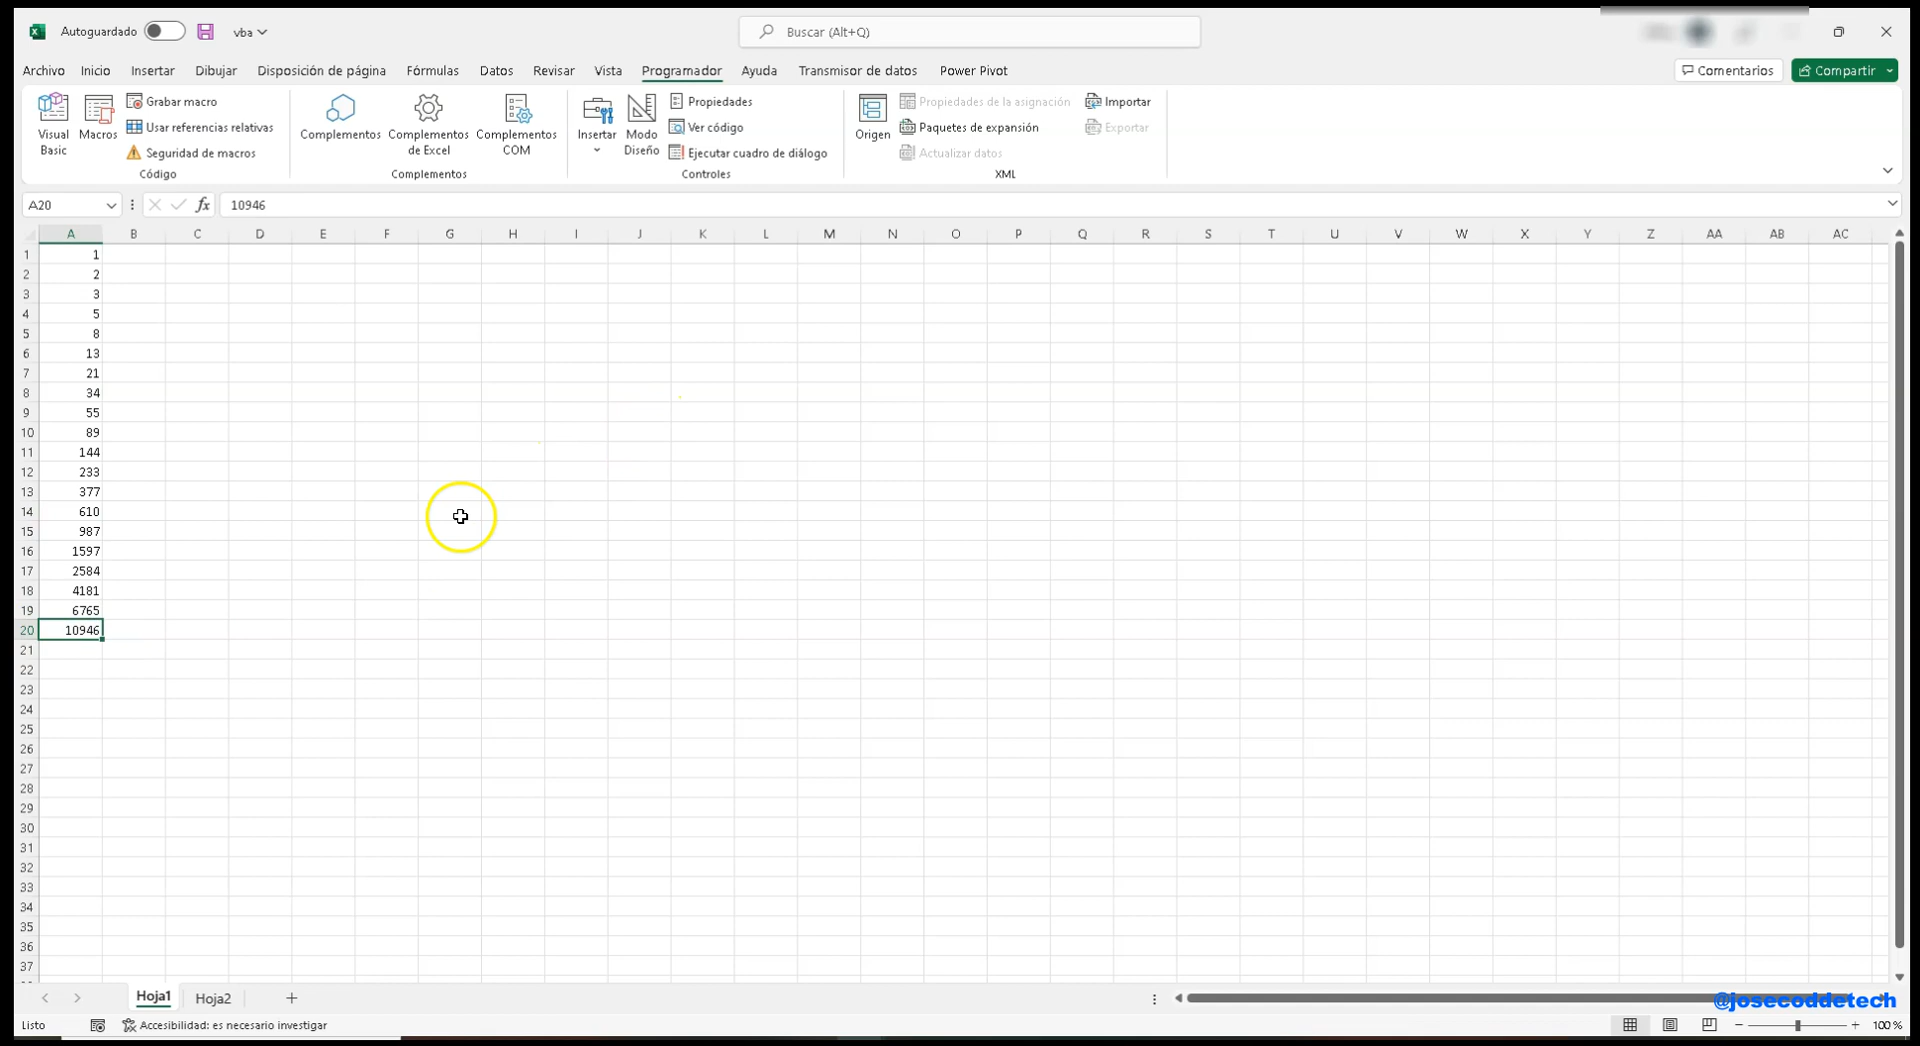 Autoguardado vba Buscar (Alt+Q)
Archivo Inicio Insertar Dibujar Disposición de página Fórmulas Datos Revisar Vista Programador Ayuda Transmisor de datos Power Pivot Comentarios Compartir
Visual Basic
Macros
Grabar macro
Usar referencias relativas
Seguridad de macros
Código
Complementos
Complementos de Excel
Complementos COM
Complementos
Insertar
Modo Diseño
Propiedades
Ver código
Ejecutar cuadro de diálogo
Controles
Origen
Propiedades de la asignación
Paquetes de expansión
Actualizar datos
Importar
Exportar
XML
A20 fx 10946
A B C D E F G H I J K L M N O P Q R S T U V W X Y Z AA AB AC
1 1
2 2
3 3
4 5
5 8
6 13
7 21
8 34
9 55
10 89
11 144
12 233
13 377
14 610
15 987
16 1597
17 2584
18 4181
19 6765
20 10946
21
22
23
24
25
26
27
28
29
30
31
32
33
34
35
36
37
Hoja1 Hoja2
@josecoddetech
Listo Accesibilidad: es necesario investigar 100 %